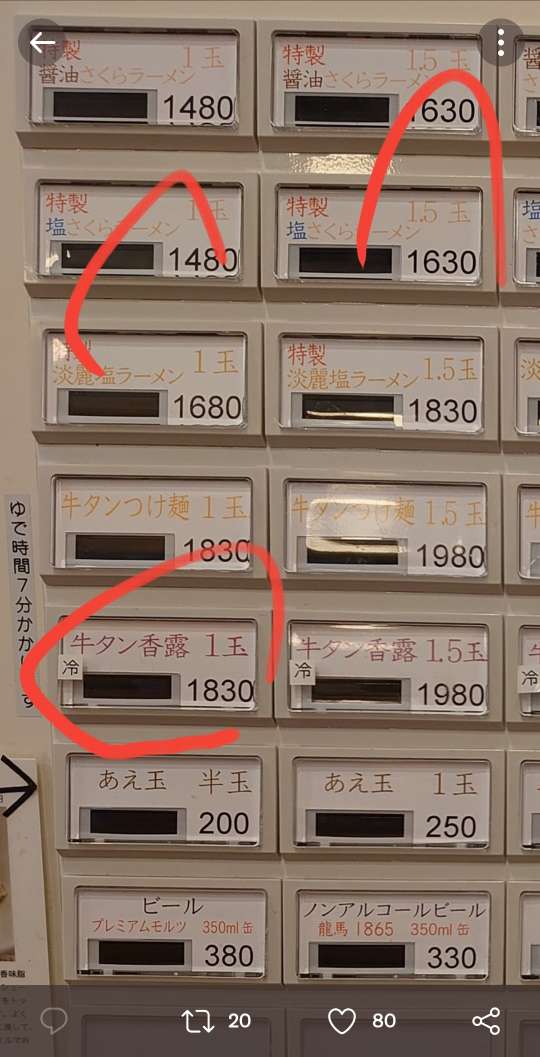 特製 1玉
醤油さくらラーメン
1480
特製 1.5玉
醤油さくらラーメン
1630
特製 1玉
塩さくらラーメン
1480
特製 1.5玉
塩さくらラーメン
1630
特製 1玉
淡麗塩ラーメン
1680
特製 1.5玉
淡麗塩ラーメン
1830
牛タンつけ麺 1玉
1830
牛タンつけ麺 1.5玉
1980
牛タン香露 1玉
冷
1830
牛タン香露 1.5玉
冷
1980
冷
あえ玉 半玉
200
あえ玉 1玉
250
ビール
プレミアムモルツ 350ml缶
380
ノンアルコールビール
龍馬1865 350ml缶
330
ゆで時間7分かか
す
20
80